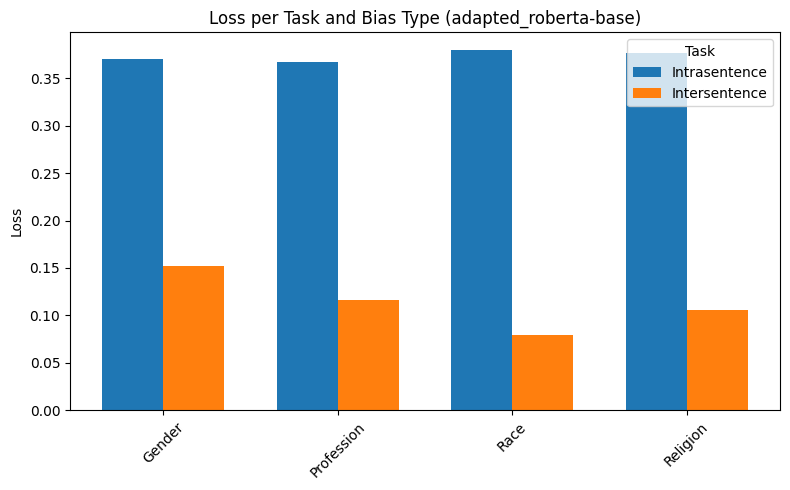 Loss per Task and Bias Type (adapted_roberta-base)
Task
Intrasentence
Intersentence
Loss
0.35
0.30
0.25
0.20
0.15
0.10
0.05
0.00
Gender
Profession
Race
Religion